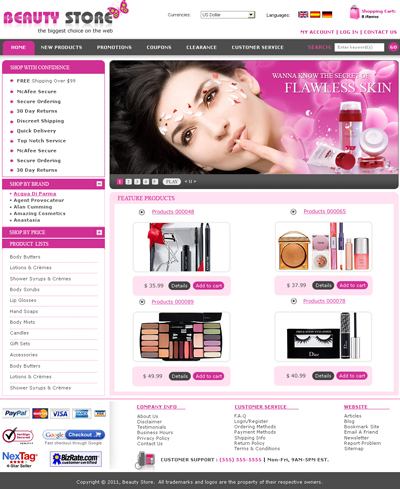 BEAUTY STORE
the biggest choice on the web
Currencies:
US Dollar
Languages:
Shopping Cart:
0 items
MY ACCOUNT | LOG IN | CONTACT US
HOME
NEW PRODUCTS
PROMOTIONS
COUPONS
CLEARANCE
CUSTOMER SERVICE
SEARCH:
Enter keyword(s)
GO
SHOP WITH CONFIDENCE
FREE Shipping Over $99
McAfee Secure
Secure Ordering
30 Day Returns
Discreet Shipping
Quick Delivery
Top Notch Service
McAfee Secure
Secure Ordering
30 Day Returns
SHOP BY BRAND
Acqua Di Parma
Agent Provocateur
Alan Cumming
Amazing Cosmetics
Anastasia
SHOP BY PRICE
PRODUCT LISTS
Body Butters
Lotions & Crèmes
Shower Surups & Crèmes
Body Scrubs
Lip Glosses
Hand Soaps
Body Mists
Candles
Gift Sets
Accessories
Body Butters
Lotions & Crèmes
Shower Surups & Crèmes
WANNA KNOW THE SECRET OF
FLAWLESS SKIN
1 2 3 4 5 PLAY
FEATURE PRODUCTS
Products 000048
$ 35.99 Details Add to cart
Products 000065
$ 37.99 Details Add to cart
Products 000089
$ 49.99 Details Add to cart
Products 000078
Dior
$ 40.99 Details Add to cart
PayPal
VISA
Google Checkout
Fast checkout through Google
NexTag
4-Star Seller
BizRate.com
customer certified
COMPANY INFO
About Us
Disclaimer
Testimonials
Business Hours
Privacy Policy
Contact Us
CUSTOMER SERVICE
F.A.Q
Login/Register
Ordering Methods
Payment Methods
Shipping Info
Return Policy
Terms & Conditions
WEBSITE
Articles
Blog
Bookmark Site
Email A Friend
Newsletter
Report Problem
Sitemap
CUSTOMER SUPPORT : (555) 555-5555 | Mon-Fri, 9AM-5PM EST.
Copyright © 2011, Beauty Store. All trademarks and logos are the property of their respective owners.